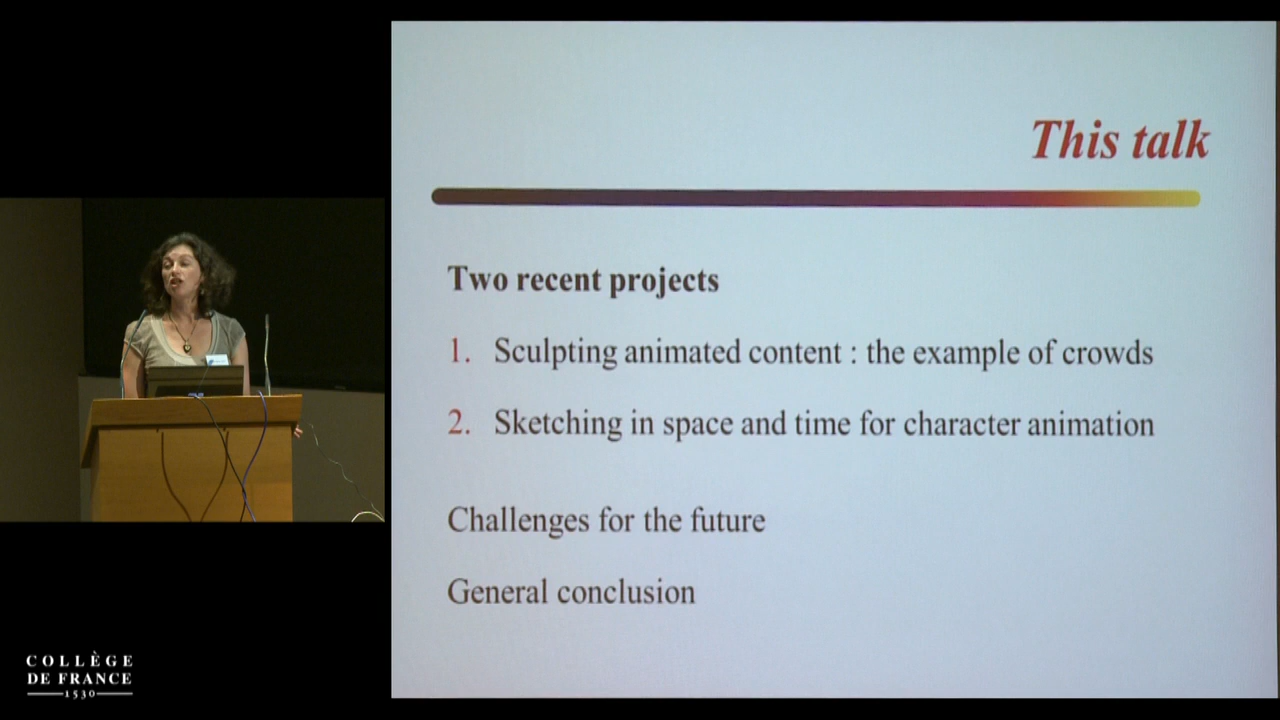 This talk
Two recent projects
1. Sculpting animated content : the example of crowds
2. Sketching in space and time for character animation
Challenges for the future
General conclusion
COLLÈGE
DE FRANCE
1530